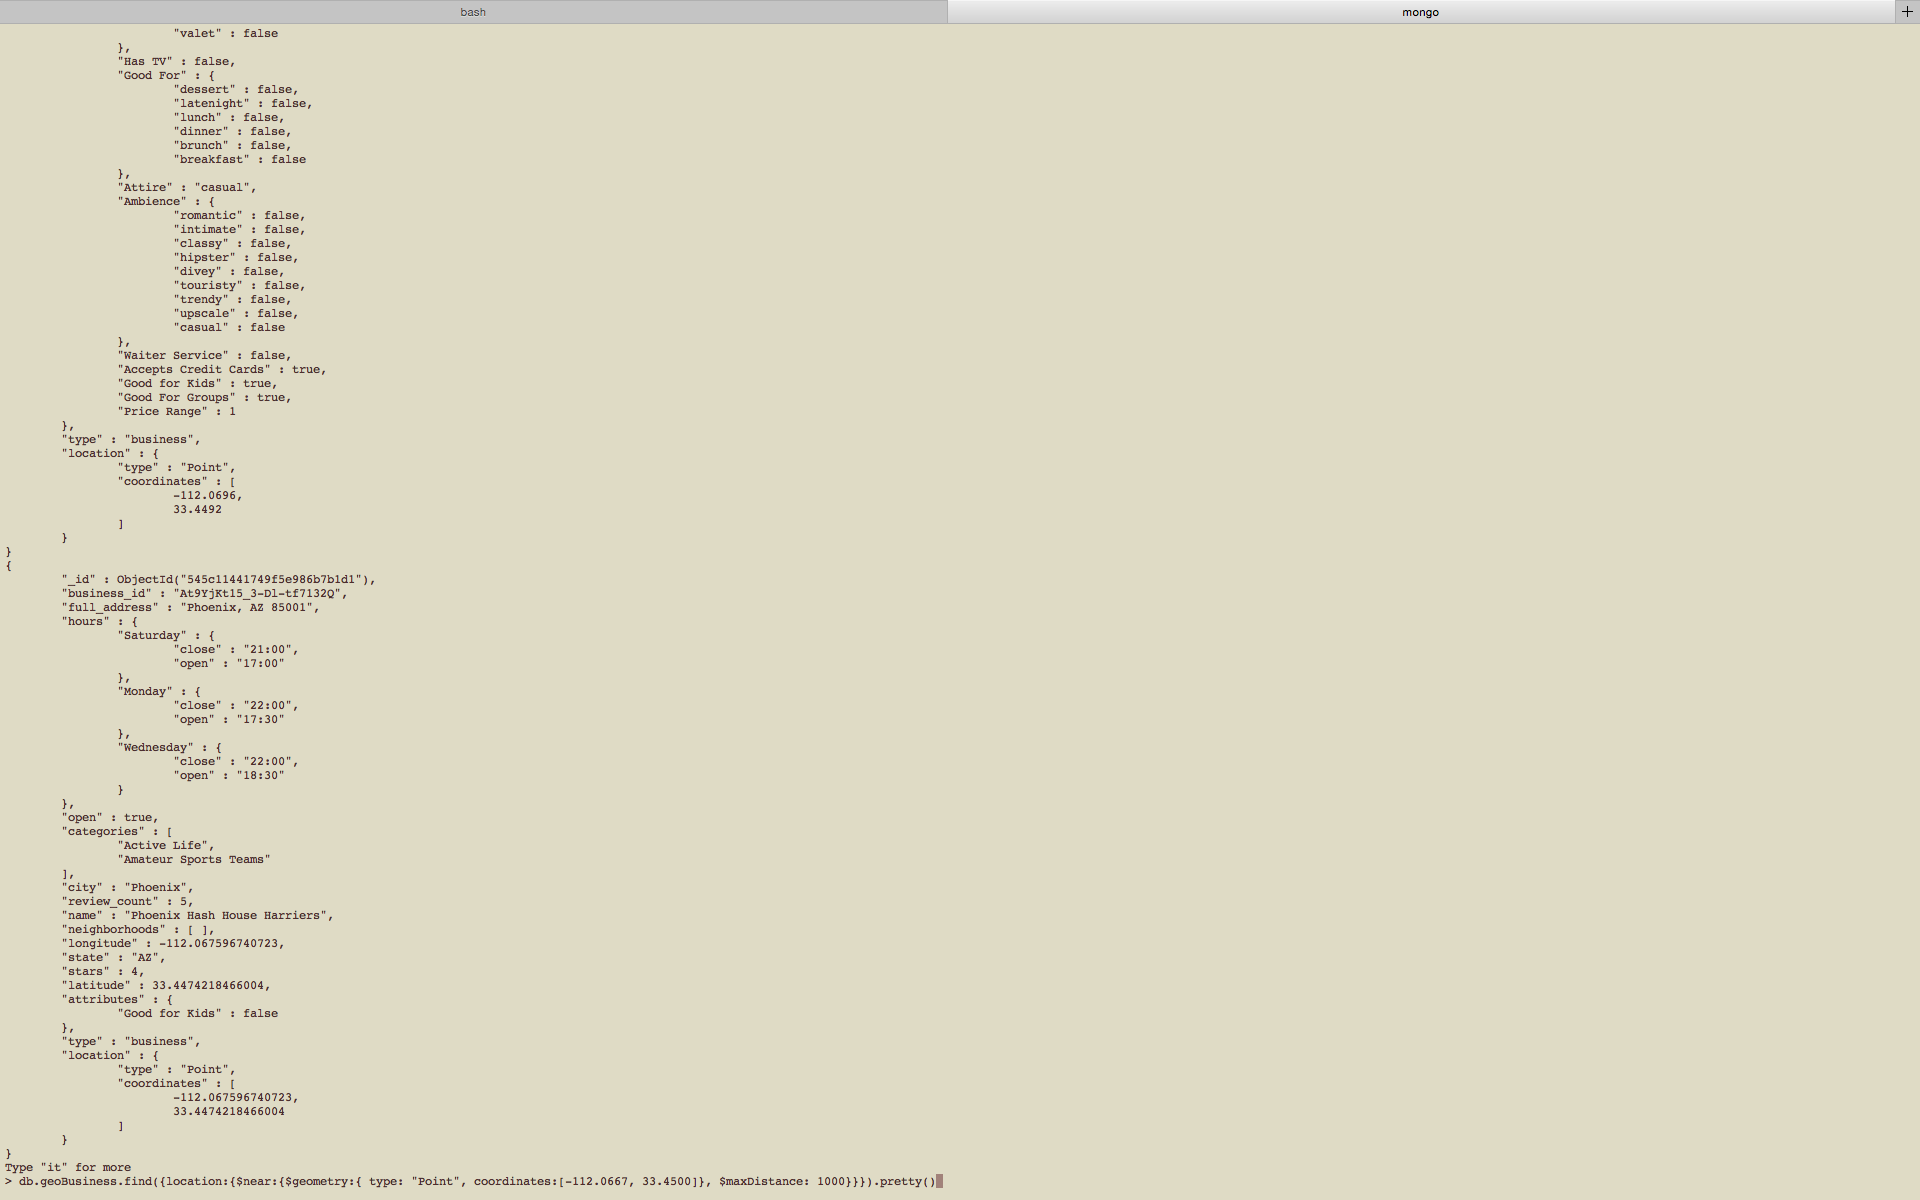 bash
mongo
+
"valet" : false
},
"Has TV" : false,
"Good For" : {
"dessert" : false,
"latenight" : false,
"lunch" : false,
"dinner" : false,
"brunch" : false,
"breakfast" : false
},
"Attire" : "casual",
"Ambience" : {
"romantic" : false,
"intimate" : false,
"classy" : false,
"hipster" : false,
"divey" : false,
"touristy" : false,
"trendy" : false,
"upscale" : false,
"casual" : false
},
"Waiter Service" : false,
"Accepts Credit Cards" : true,
"Good for Kids" : true,
"Good For Groups" : true,
"Price Range" : 1
},
"type" : "business",
"location" : {
"type" : "Point",
"coordinates" : [
-112.0696,
33.4492
]
}
}
{
"_id" : ObjectId("545c11441749f5e986b7b1d1"),
"business_id" : "At9YjKt15_3-Dl-tf7132Q",
"full_address" : "Phoenix, AZ 85001",
"hours" : {
"Saturday" : {
"close" : "21:00",
"open" : "17:00"
},
"Monday" : {
"close" : "22:00",
"open" : "17:30"
},
"Wednesday" : {
"close" : "22:00",
"open" : "18:30"
}
},
"open" : true,
"categories" : [
"Active Life",
"Amateur Sports Teams"
],
"city" : "Phoenix",
"review_count" : 5,
"name" : "Phoenix Hash House Harriers",
"neighborhoods" : [ ],
"longitude" : -112.067596740723,
"state" : "AZ",
"stars" : 4,
"latitude" : 33.4474218466004,
"attributes" : {
"Good for Kids" : false
},
"type" : "business",
"location" : {
"type" : "Point",
"coordinates" : [
-112.067596740723,
33.4474218466004
]
}
}
Type "it" for more
> db.geoBusiness.find({location:{$near:{$geometry:{ type: "Point", coordinates:[-112.0667, 33.4500]}, $maxDistance: 1000}}}).pretty()